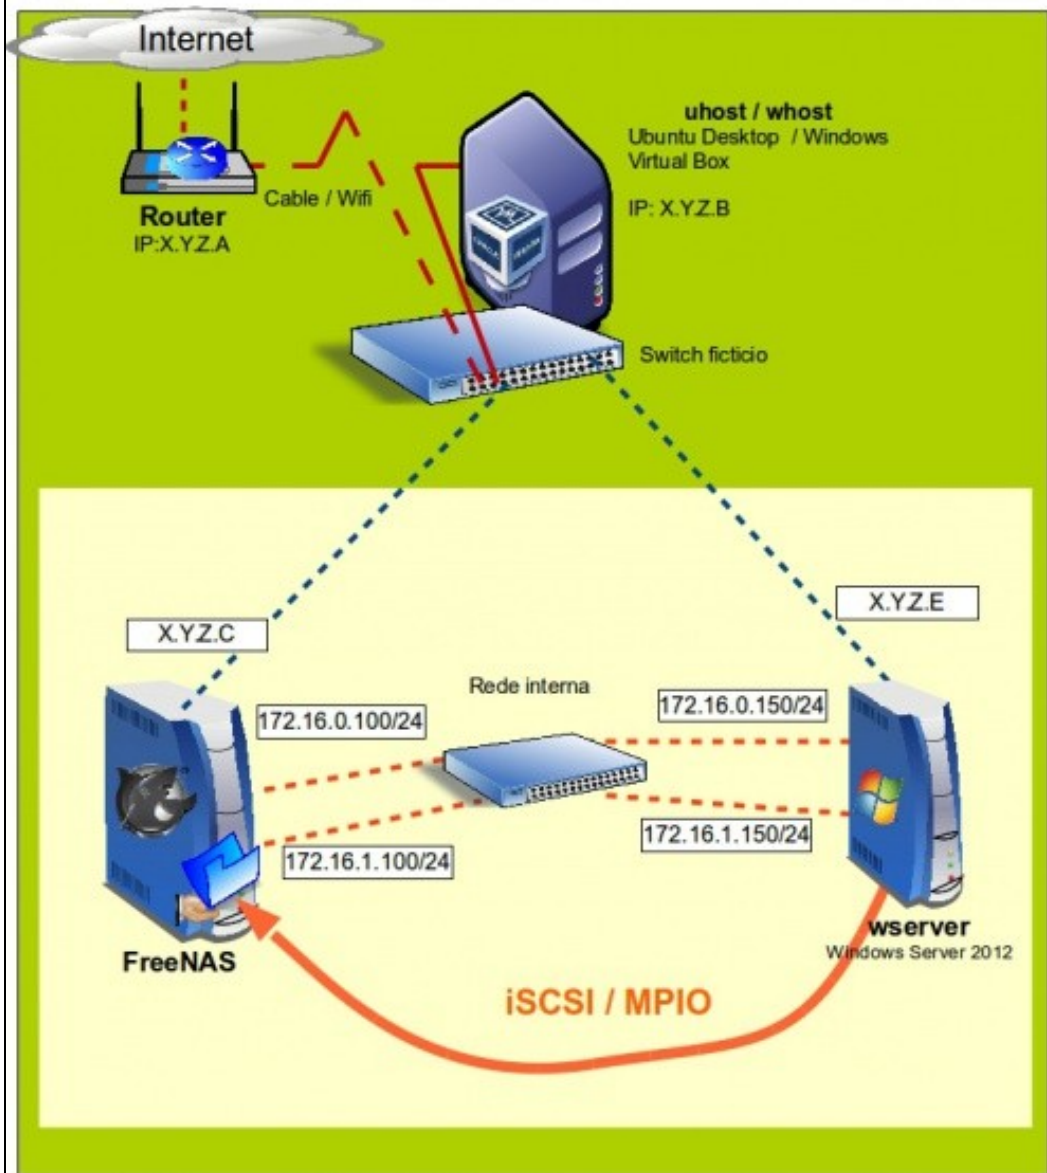 Internet
Router
IP:X.Y.Z.A
Cable / Wifi
uhost / whost
Ubuntu Desktop / Windows
Virtual Box
IP: X.Y.Z.B
Switch ficticio
X.Y.Z.C
X.Y.Z.E
Rede interna
172.16.0.100/24
172.16.0.150/24
172.16.1.100/24
172.16.1.150/24
FreeNAS
wserver
Windows Server 2012
iSCSI / MPIO